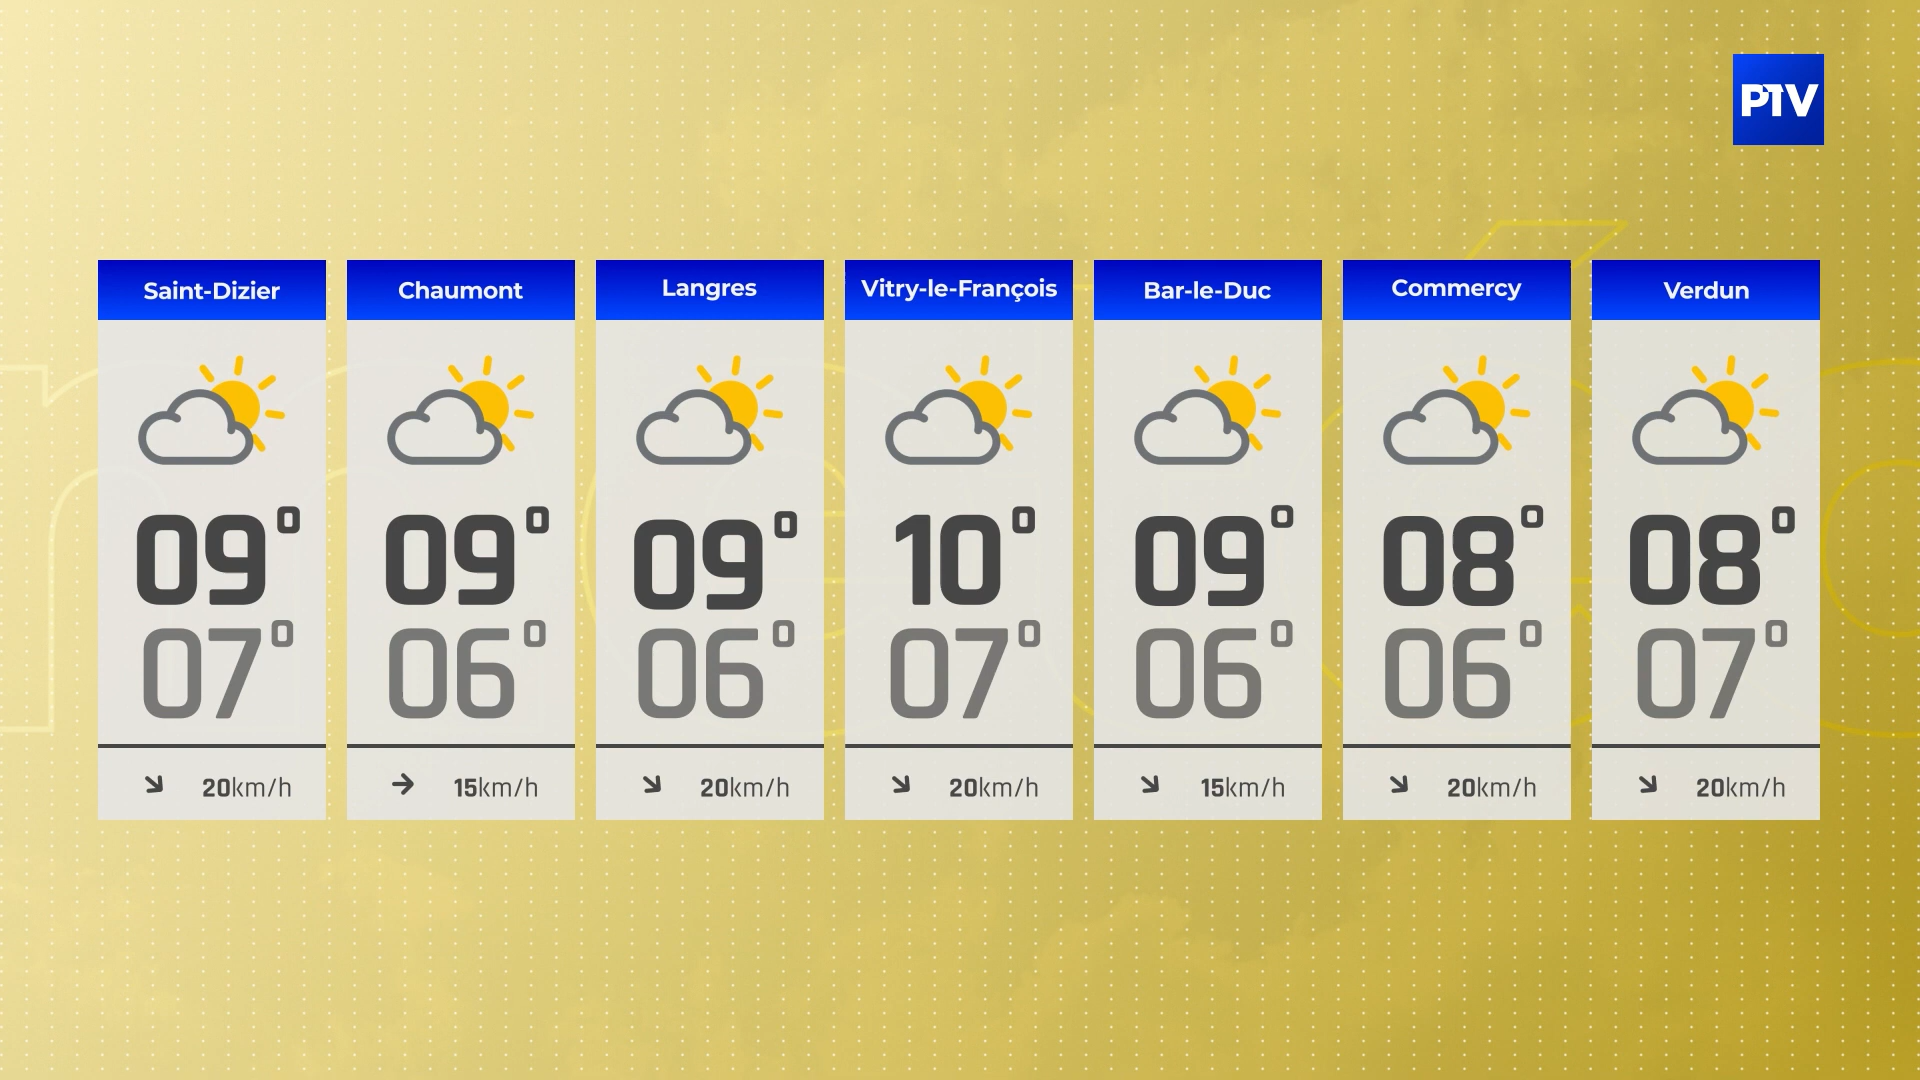 PTV
Saint-Dizier
09°
07°
20km/h
Chaumont
09°
06°
15km/h
Langres
09°
06°
20km/h
Vitry-le-François
10°
07°
20km/h
Bar-le-Duc
09°
06°
15km/h
Commercy
08°
06°
20km/h
Verdun
08°
07°
20km/h